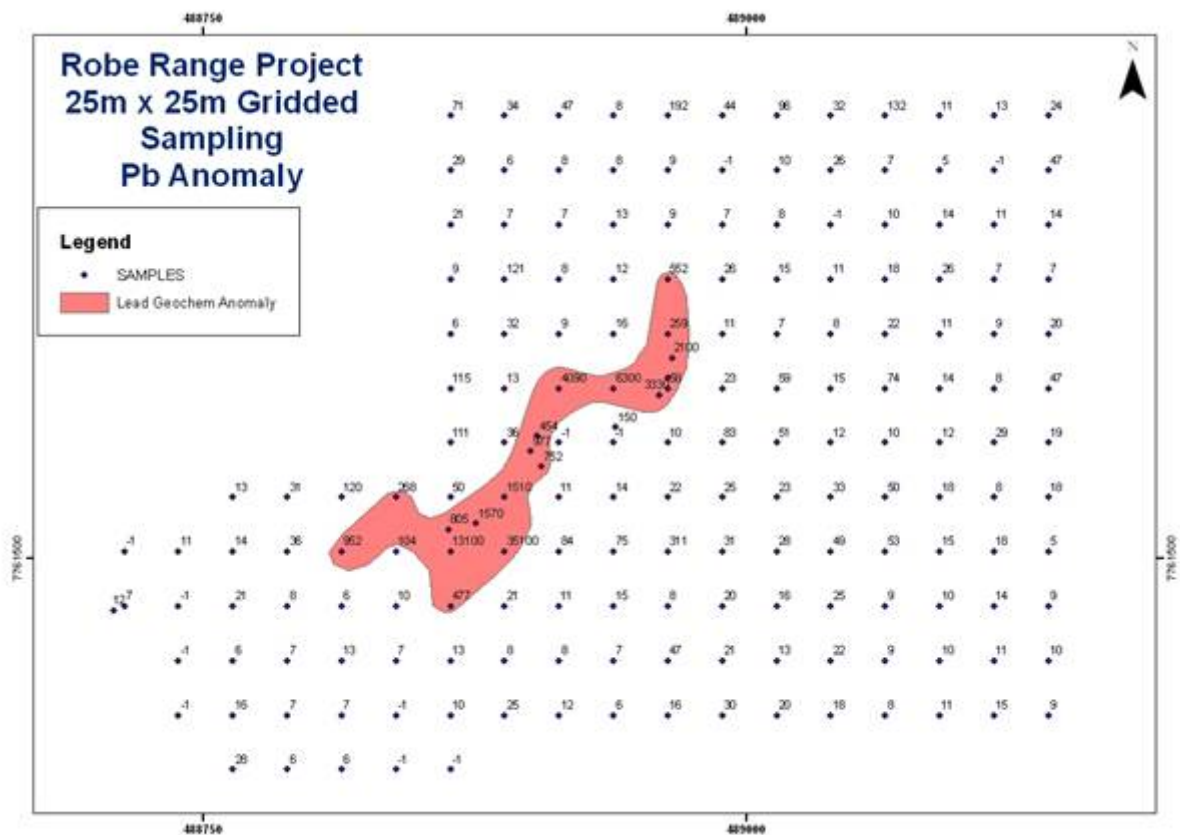 488750 489000
N
Robe Range Project
25m x 25m Gridded
Sampling
Pb Anomaly
71 34 47 8 192 44 96 32 132 11 13 24
29 6 8 8 9 -1 10 26 7 5 -1 47
Legend
21 7 7 13 9 7 8 -1 10 14 11 14
SAMPLES
Lead Geochem Anomaly
9 121 8 12 552 26 15 11 18 26 7 7
6 32 9 16 259 11 7 8 22 11 9 20
2100
115 13 4090 6300 58 23 59 15 74 14 8 47
150
111 36 454 -1 -1 10 83 51 12 10 12 29 19
977
752
13 31 120 268 50 1510 11 14 22 25 23 33 50 18 8 18
805 1570
-1 11 14 36 952 104 13100 35100 84 75 311 31 28 49 53 15 18 5
7761500 7761500
7 -1 21 8 6 10 477 21 11 15 8 20 16 25 9 10 14 9
-1 6 7 13 7 13 8 8 7 47 21 13 22 9 10 11 10
-1 16 7 7 -1 10 25 12 6 16 30 20 18 8 11 15 9
28 6 6 -1 -1
488750 489000